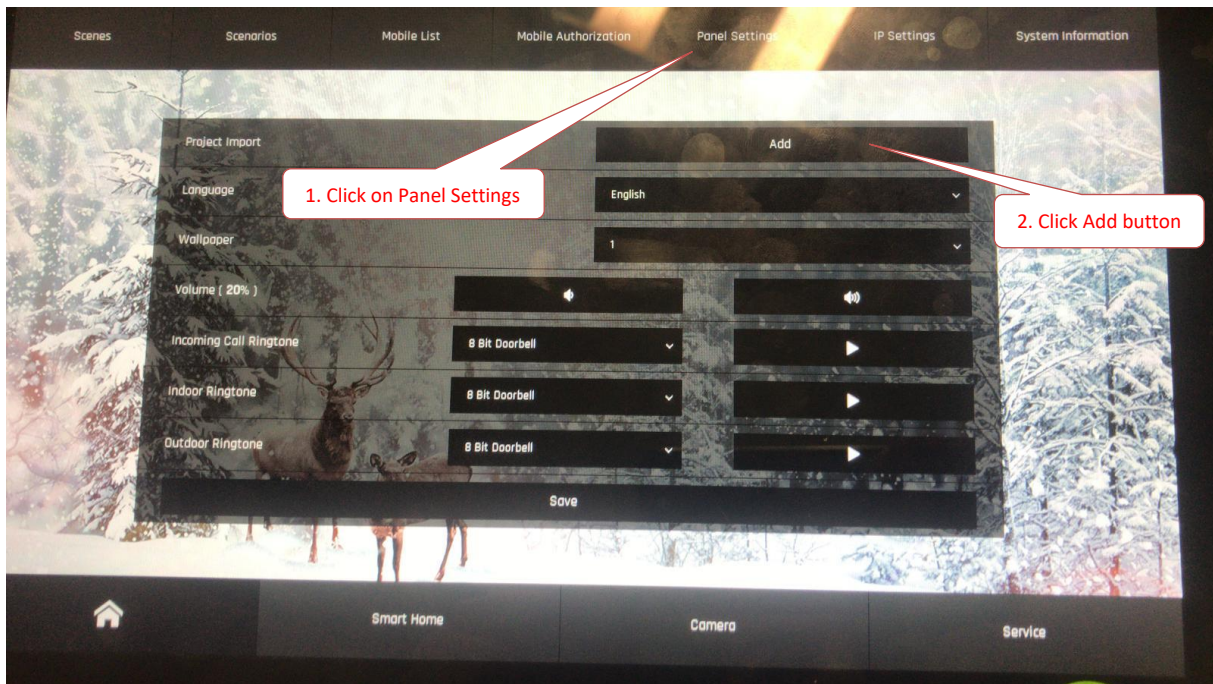 Scenes
Scenarios
Mobile List
Mobile Authorization
Panel Settings
IP Settings
System Information
Project Import
Add
1. Click on Panel Settings
Language
English
2. Click Add button
Wallpaper
1
Volume ( 20% )
Incoming Call Ringtone
8 Bit Doorbell
Indoor Ringtone
8 Bit Doorbell
Outdoor Ringtone
8 Bit Doorbell
Save
Smart Home
Camera
Service